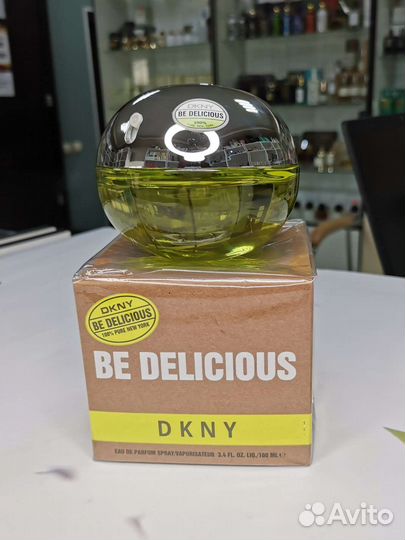 DKNY
BE DELICIOUS
100%
DKNY
BE DELICIOUS
100% PURE NEW YORK
BE DELICIOUS
DKNY
EAU DE PARFUM SPRAY/VAPORISATEUR 3.4 FL. OZ. LIQ./100 ML ℮
Avito